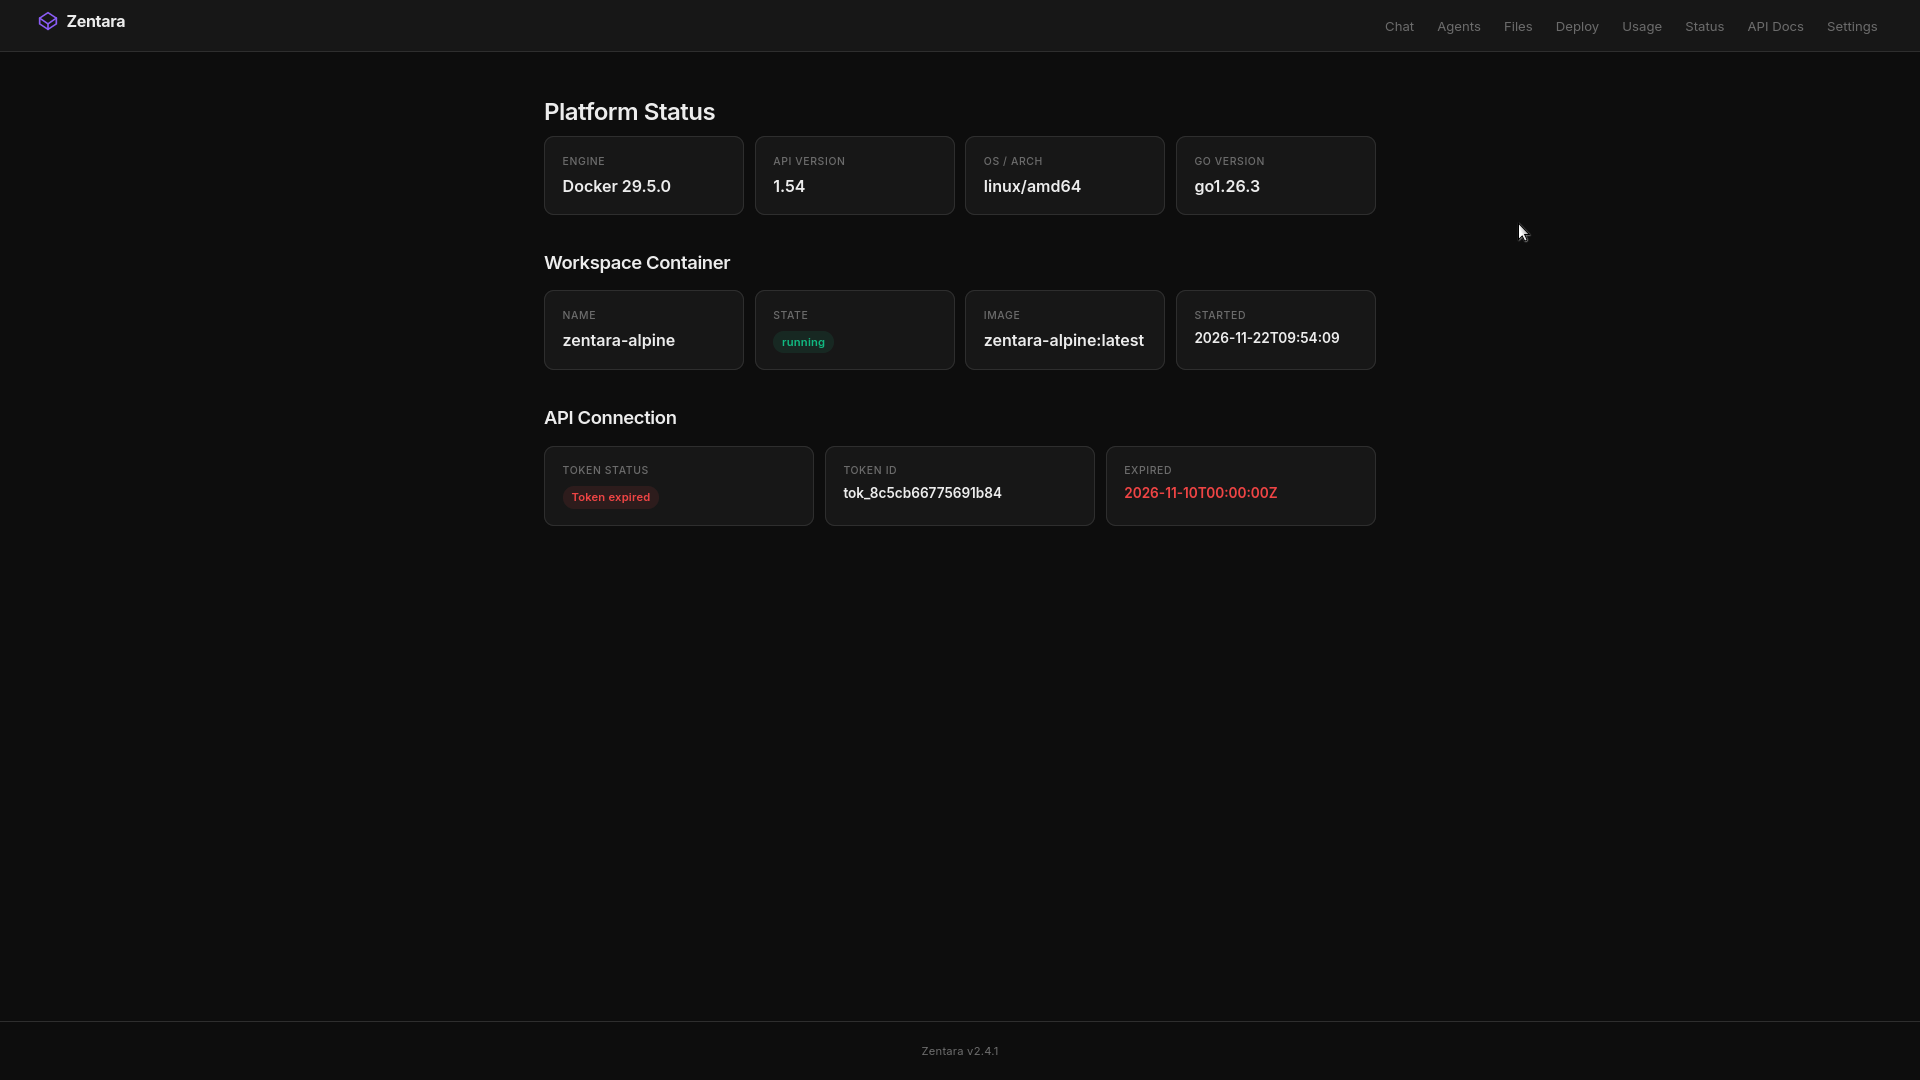 Zentara
Chat Agents Files Deploy Usage Status API Docs Settings
Platform Status
ENGINE API VERSION OS / ARCH GO VERSION
Docker 29.5.0 1.54 linux/amd64 go1.26.3
Workspace Container
NAME STATE IMAGE STARTED
zentara-alpine running zentara-alpine:latest 2026-11-22T09:54:09
API Connection
TOKEN STATUS TOKEN ID EXPIRED
Token expired tok_8c5cb66775691b84 2026-11-10T00:00:00Z
Zentara v2.4.1